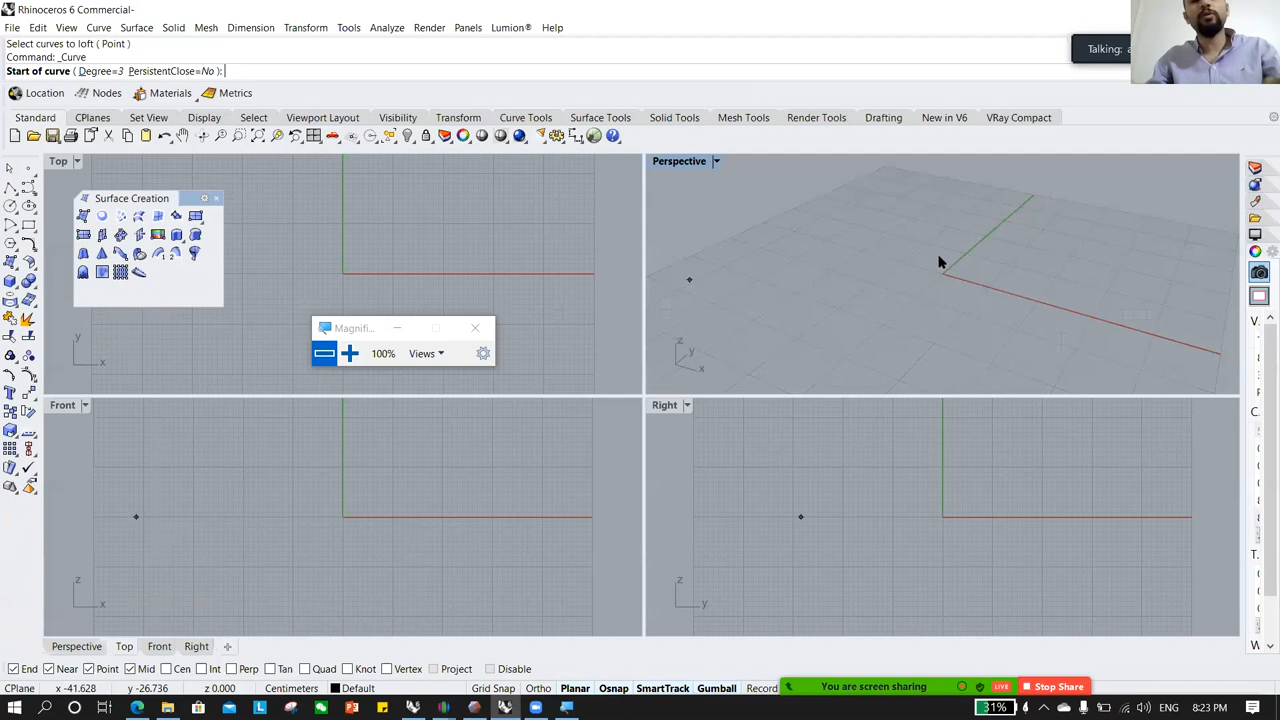 Rhinoceros 6 Commercial-
File Edit View Curve Surface Solid Mesh Dimension Transform Tools Analyze Render Panels Lumion® Help
Select curves to loft ( Point )
Command: _Curve
Start of curve ( Degree=3 PersistentClose=No ):
Talking:
Location Nodes Materials Metrics
Standard CPlanes Set View Display Select Viewport Layout Visibility Transform Curve Tools Surface Tools Solid Tools Mesh Tools Render Tools Drafting New in V6 VRay Compact
Top
Perspective
Surface Creation
Magnifi...
100% Views
y
x
z
y
x
Front
Right
z
x
z
y
Perspective Top Front Right
End Near Point Mid Cen Int Perp Tan Quad Knot Vertex Project Disable
CPlane x -41.628 y -26.736 z 0.000 Centimeters Default Grid Snap Ortho Planar Osnap SmartTrack Gumball Record
You are screen sharing LIVE Stop Share
31% ENG 8:23 PM